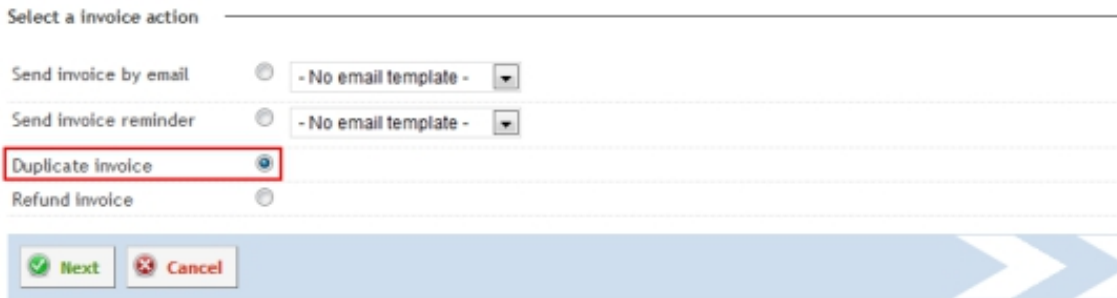 Select a invoice action
Send invoice by email - No email template -
Send invoice reminder - No email template -
Duplicate invoice
Refund invoice
Next Cancel